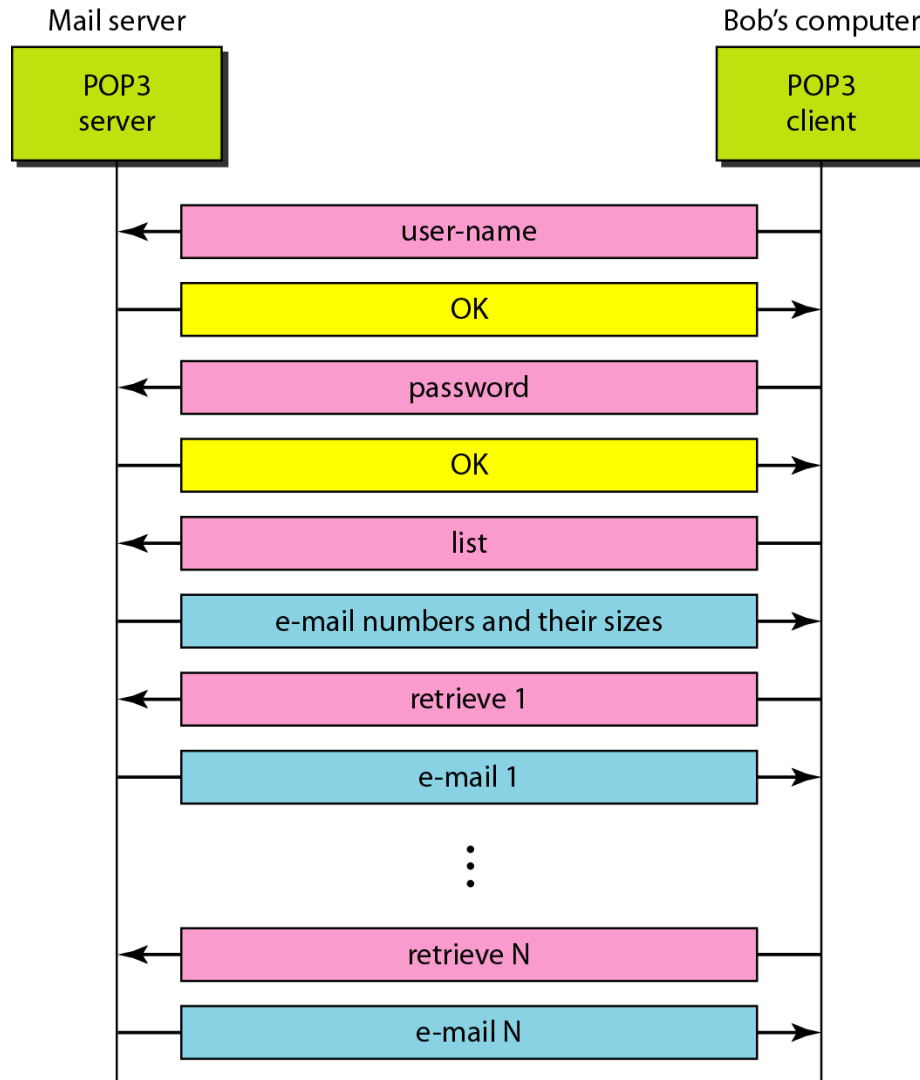 Mail server
Bob's computer
POP3
server
POP3
client
user-name
OK
password
OK
list
e-mail numbers and their sizes
retrieve 1
e-mail 1
retrieve N
e-mail N